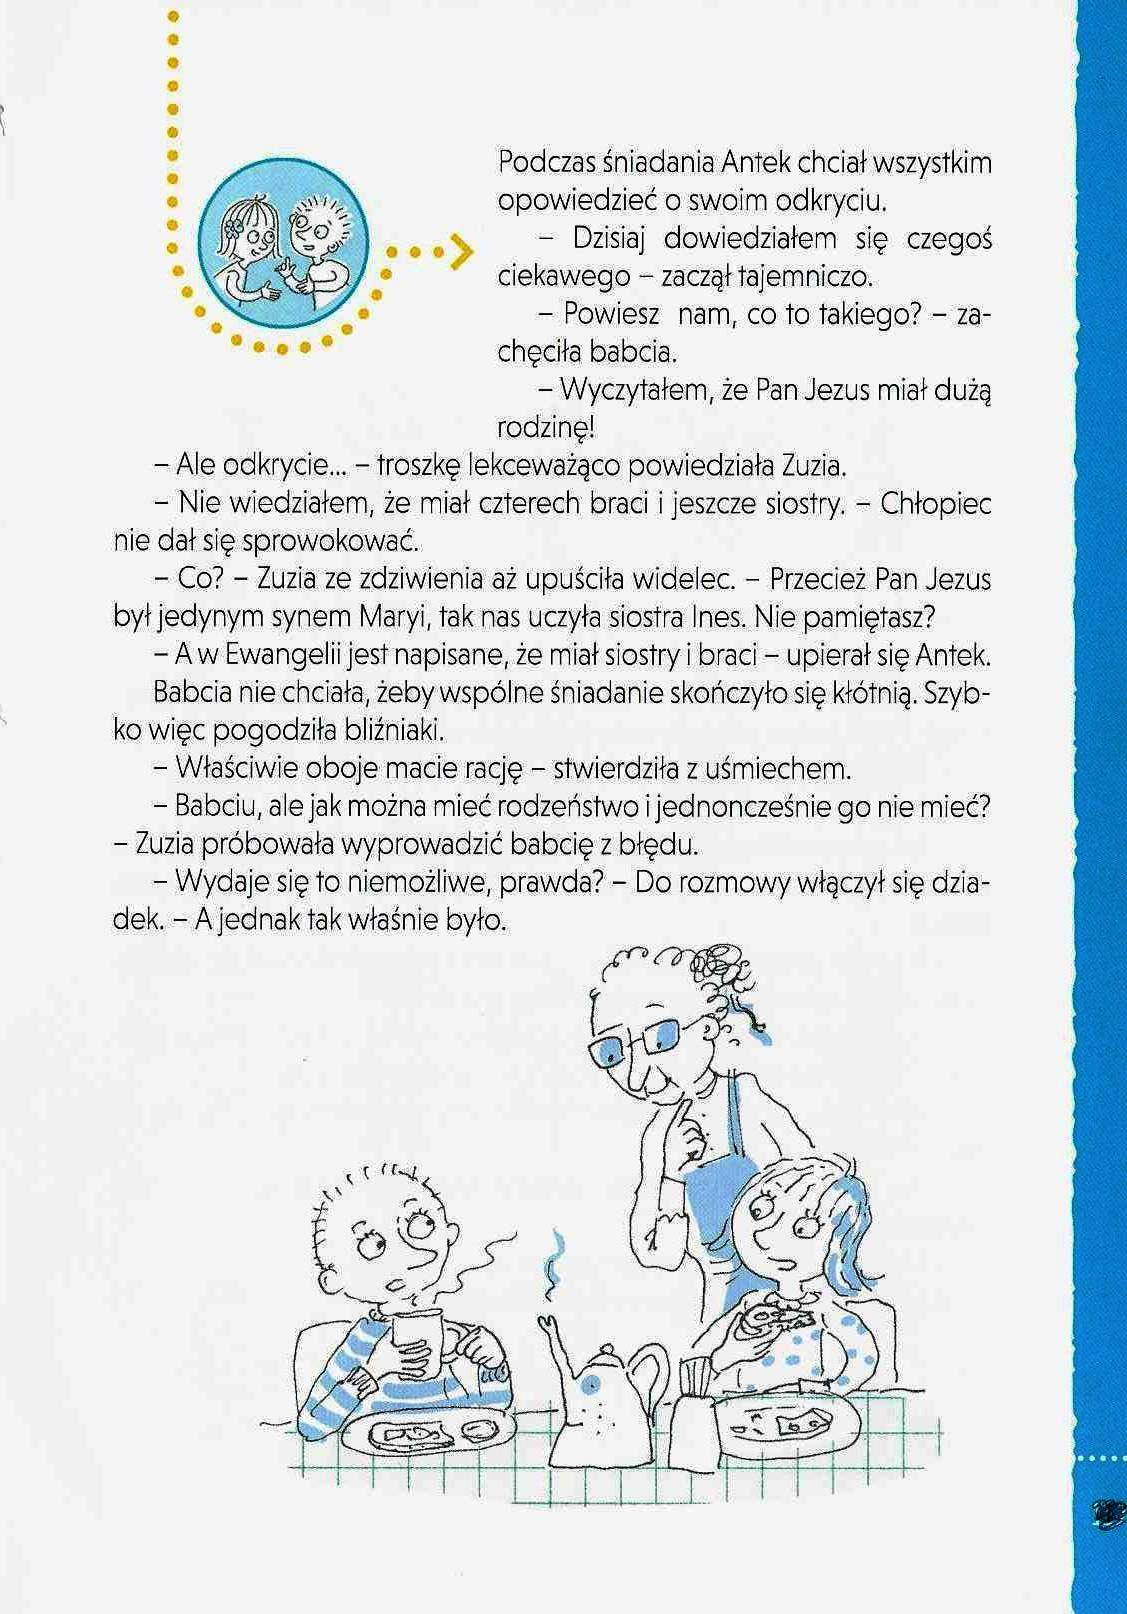 Podczas śniadania Antek chciał wszystkim
opowiedzieć o swoim odkryciu.
– Dzisiaj dowiedziałem się czegoś
ciekawego – zaczął tajemniczo.
– Powiesz nam, co to takiego? – za-
chęciła babcia.
– Wyczytałem, że Pan Jezus miał dużą
rodzinę!
– Ale odkrycie... – troszkę lekceważąco powiedziała Zuzia.
– Nie wiedziałem, że miał czterech braci i jeszcze siostry. – Chłopiec
nie dał się sprowokować.
– Co? – Zuzia ze zdziwienia aż upuściła widelec. – Przecież Pan Jezus
był jedynym synem Maryi, tak nas uczyła siostra Ines. Nie pamiętasz?
– A w Ewangelii jest napisane, że miał siostry i braci – upierał się Antek.
Babcia nie chciała, żeby wspólne śniadanie skończyło się kłótnią. Szyb-
ko więc pogodziła bliźniaki.
– Właściwie oboje macie rację – stwierdziła z uśmiechem.
– Babciu, ale jak można mieć rodzeństwo i jednoncześnie go nie mieć?
– Zuzia próbowała wyprowadzić babcię z błędu.
– Wydaje się to niemożliwe, prawda? – Do rozmowy włączył się dzia-
dek. – A jednak tak właśnie było.